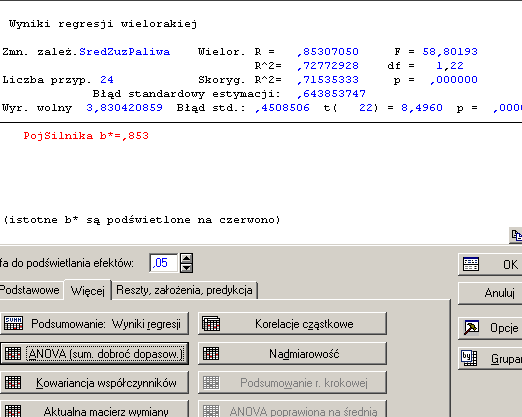 Wyniki regresji wielorakiej
Zmn. zależ.SredZuzPaliwa Wielor. R = ,85307050 F = 58,80193
R^2= ,72772928 df = 1,22
Liczba przyp. 24 Skoryg. R^2= ,71535333 p = ,000000
Błąd standardowy estymacji: ,643853747
Wyr. wolny 3,830420859 Błąd std.: ,4508506 t( 22) = 8,4960 p = ,000
PojSilnika b*=,853
(istotne b* są podświetlone na czerwono)
fa do podświetlania efektów: ,05
OK
Podstawowe Więcej Reszty, założenia, predykcja
Anuluj
Podsumowanie: Wyniki regresji Korelacje cząstkowe
Opcje
ANOVA (sum. dobroć dopasow.) Nadmiarowość
Grupar
Kowariancja współczynników Podsumowanie r. krokowej
Aktualna macierz wymiany ANOVA poprawiona na średnią